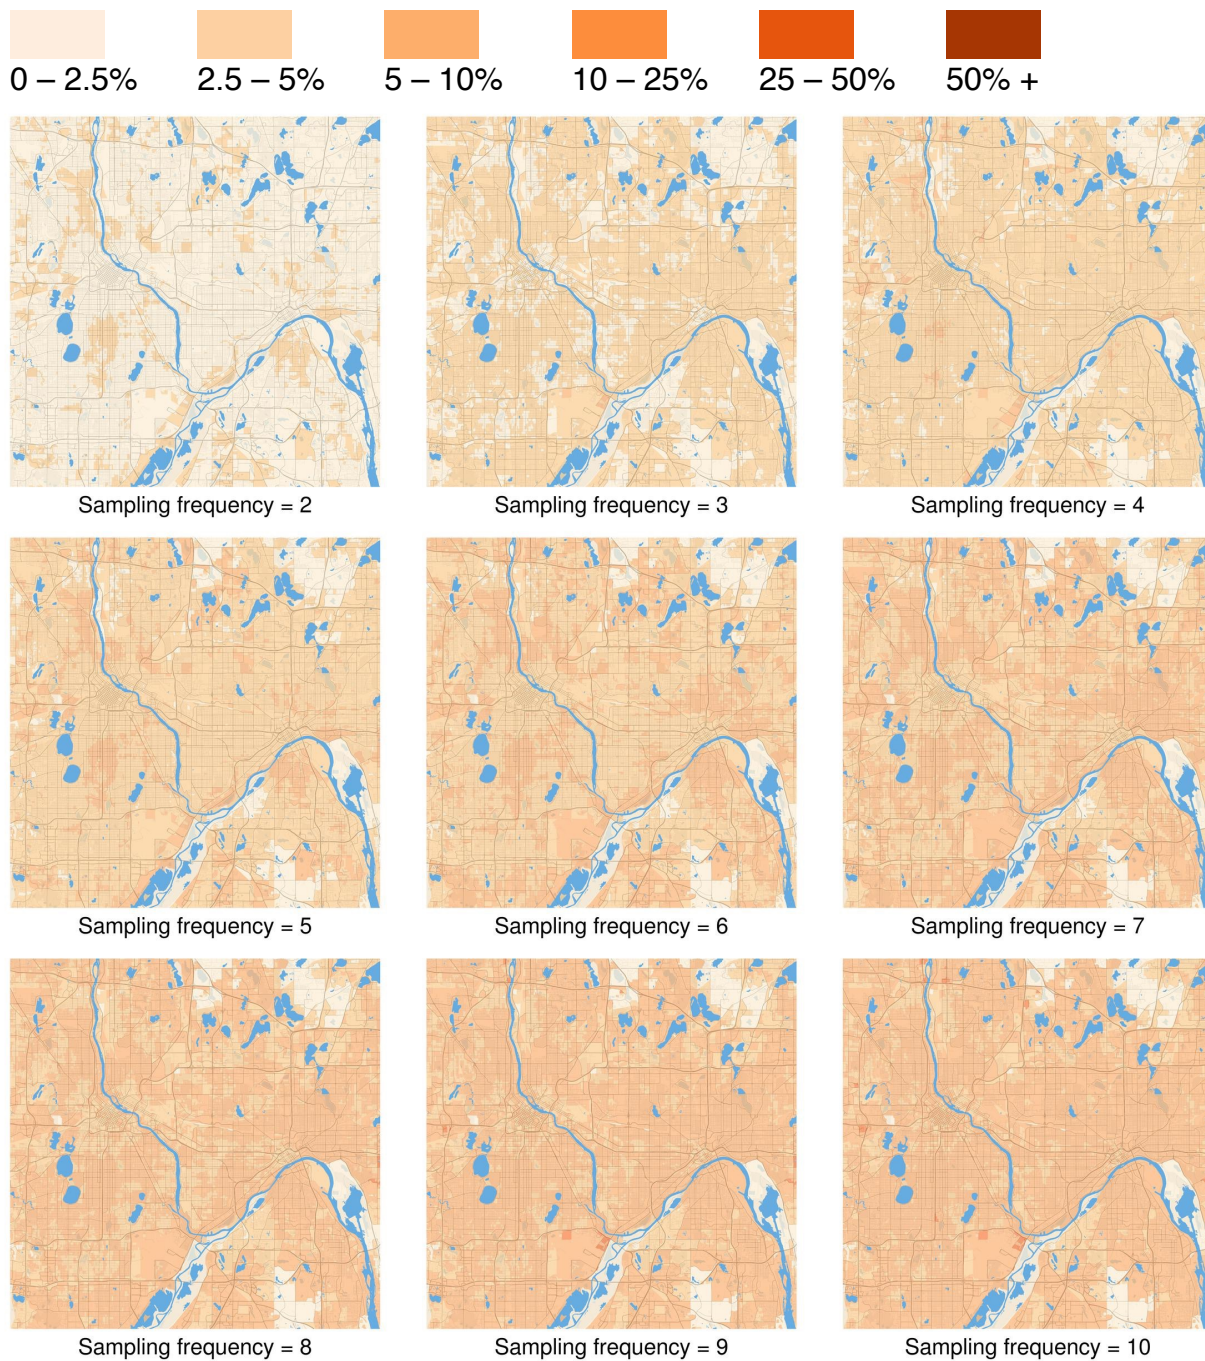 0 – 2.5%
2.5 – 5%
5 – 10%
10 – 25%
25 – 50%
50% +
Sampling frequency = 2
Sampling frequency = 3
Sampling frequency = 4
Sampling frequency = 5
Sampling frequency = 6
Sampling frequency = 7
Sampling frequency = 8
Sampling frequency = 9
Sampling frequency = 10